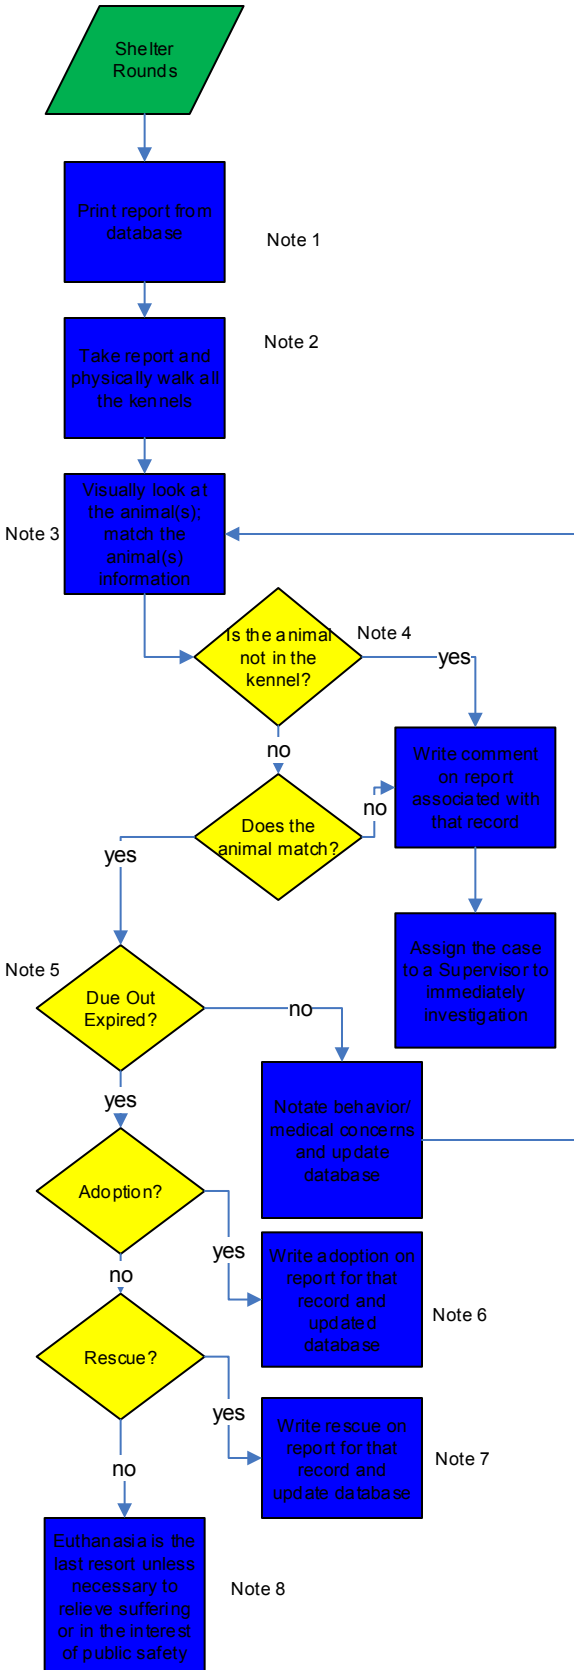 Shelter
Rounds
Print report from
database
Note 1
Note 2
Take report and
physically walk all
the kennels
Visually look at
the animal(s);
match the
animal(s)
information
Note 3
Is the animal
not in the
kennel?
Note 4
yes
no
Write comment
on report
associated with
that record
Does the
animal match?
no
yes
Assign the case
to a Supervisor to
immediately
investigation
Note 5
Due Out
Expired?
no
yes
Notate behavior/
medical concerns
and update
database
Adoption?
yes
no
Write adoption on
report for that
record and
updated
database
Note 6
Rescue?
yes
no
Write rescue on
report for that
record and
update database
Note 7
Euthanasia is the
last resort unless
necessary to
relieve suffering
or in the interest
of public safety
Note 8